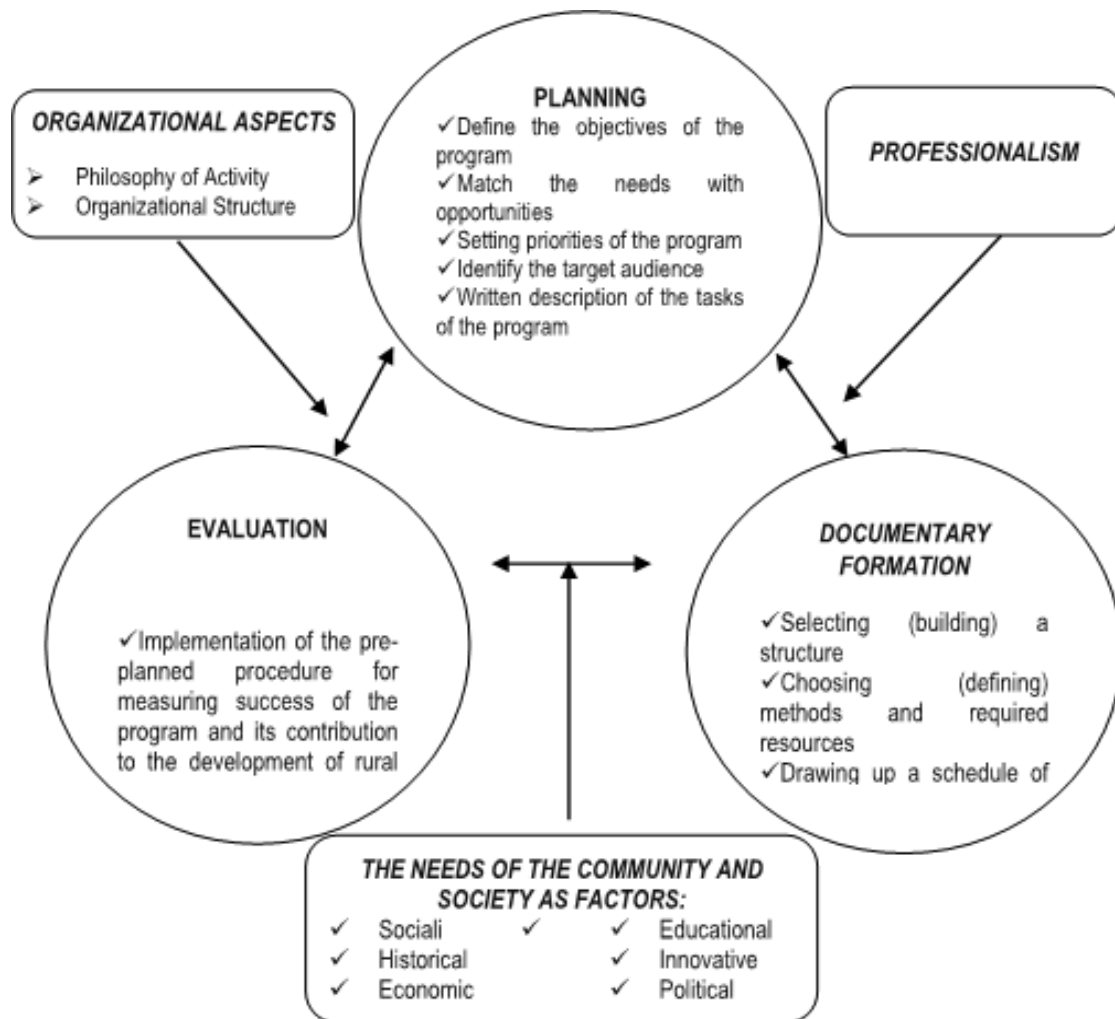 ORGANIZATIONAL ASPECTS
➢ Philosophy of Activity
➢ Organizational Structure
PLANNING
✓Define the objectives of the
program
✓Match the needs with
opportunities
✓Setting priorities of the program
✓Identify the target audience
✓Written description of the tasks
of the program
PROFESSIONALISM
EVALUATION
✓Implementation of the pre-
planned procedure for
measuring success of the
program and its contribution
to the development of rural
DOCUMENTARY
FORMATION
✓Selecting (building) a
structure
✓Choosing (defining)
methods and required
resources
✓Drawing up a schedule of
THE NEEDS OF THE COMMUNITY AND
SOCIETY AS FACTORS:
✓ Sociali ✓ ✓ Educational
✓ Historical ✓ Innovative
✓ Economic ✓ Political